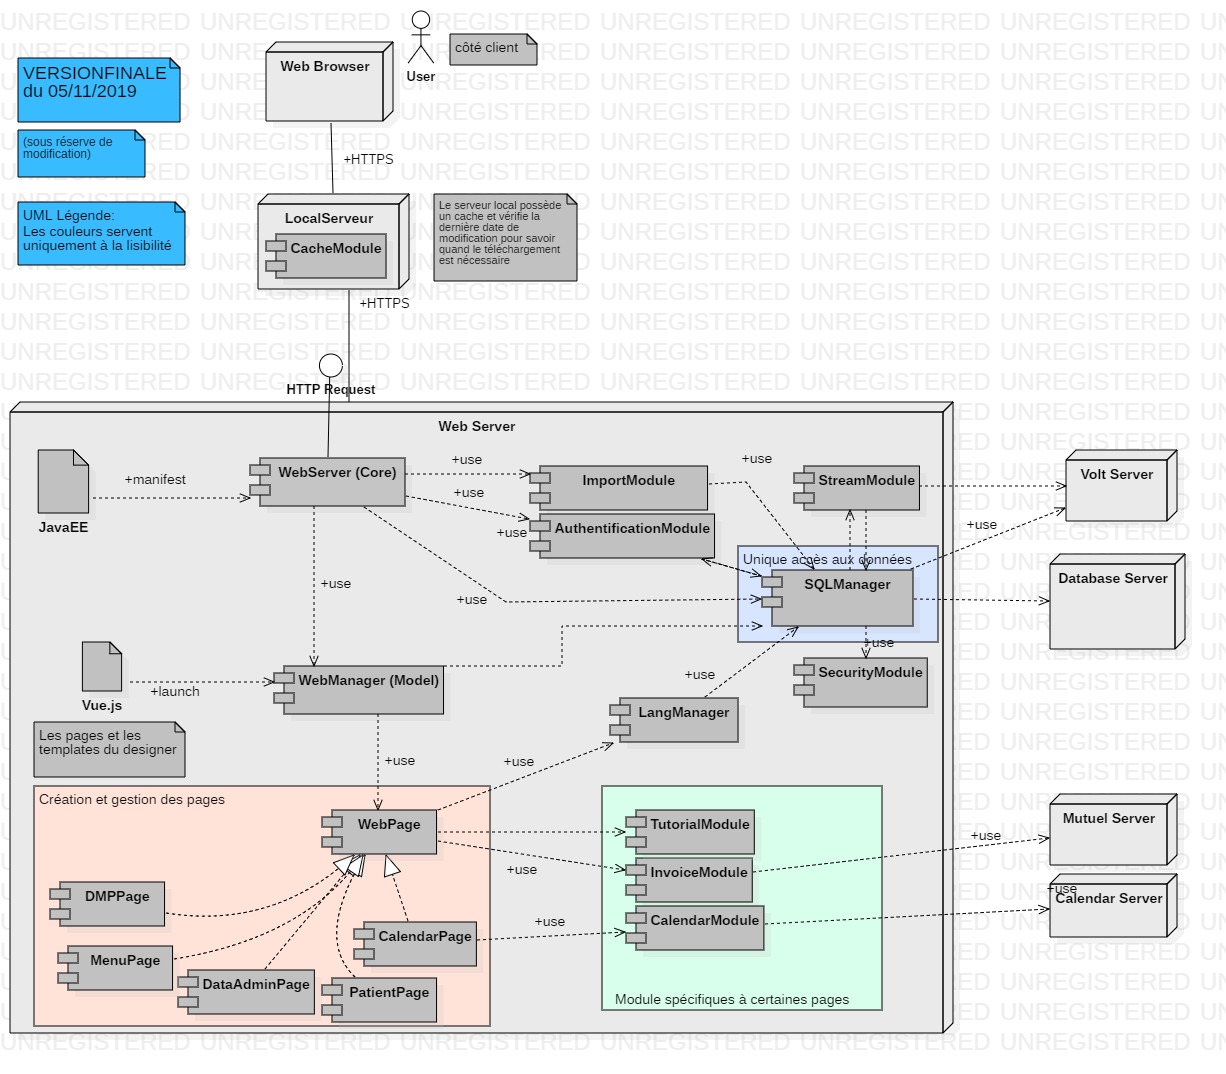 côté client
Web Browser
User
VERSIONFINALE
du 05/11/2019
(sous réserve de
modification)
+HTTPS
UML Légende:
Les couleurs servent
uniquement à la lisibilité
LocalServeur
CacheModule
Le serveur local possède
un cache et vérifie la
dernière date de
modification pour savoir
quand le téléchargement
est nécessaire
+HTTPS
HTTP Request
Web Server
JavaEE
+manifest
WebServer (Core)
+use
+use
+use
ImportModule
AuthentificationModule
+use
StreamModule
Volt Server
+use
Unique accès aux données
SQLManager
Database Server
+use
+use
+use
SecurityModule
Vue.js
+launch
WebManager (Model)
+use
LangManager
Les pages et les
templates du designer
+use
+use
Création et gestion des pages
WebPage
DMPPage
MenuPage
DataAdminPage
PatientPage
CalendarPage
+use
+use
TutorialModule
InvoiceModule
CalendarModule
Module spécifiques à certaines pages
+use
Mutuel Server
+use
Calendar Server
UNREGISTERED